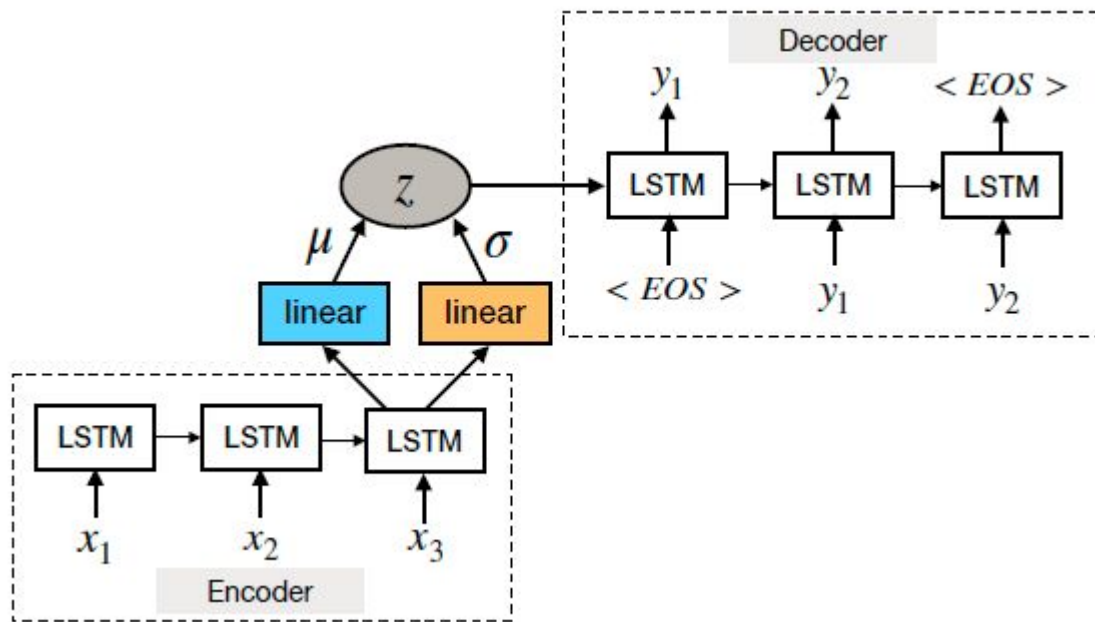 Decoder
y₁ y₂ < EOS >
LSTM LSTM LSTM
< EOS > y₁ y₂
z
μ σ
linear linear
LSTM LSTM LSTM
x₁ x₂ x₃
Encoder